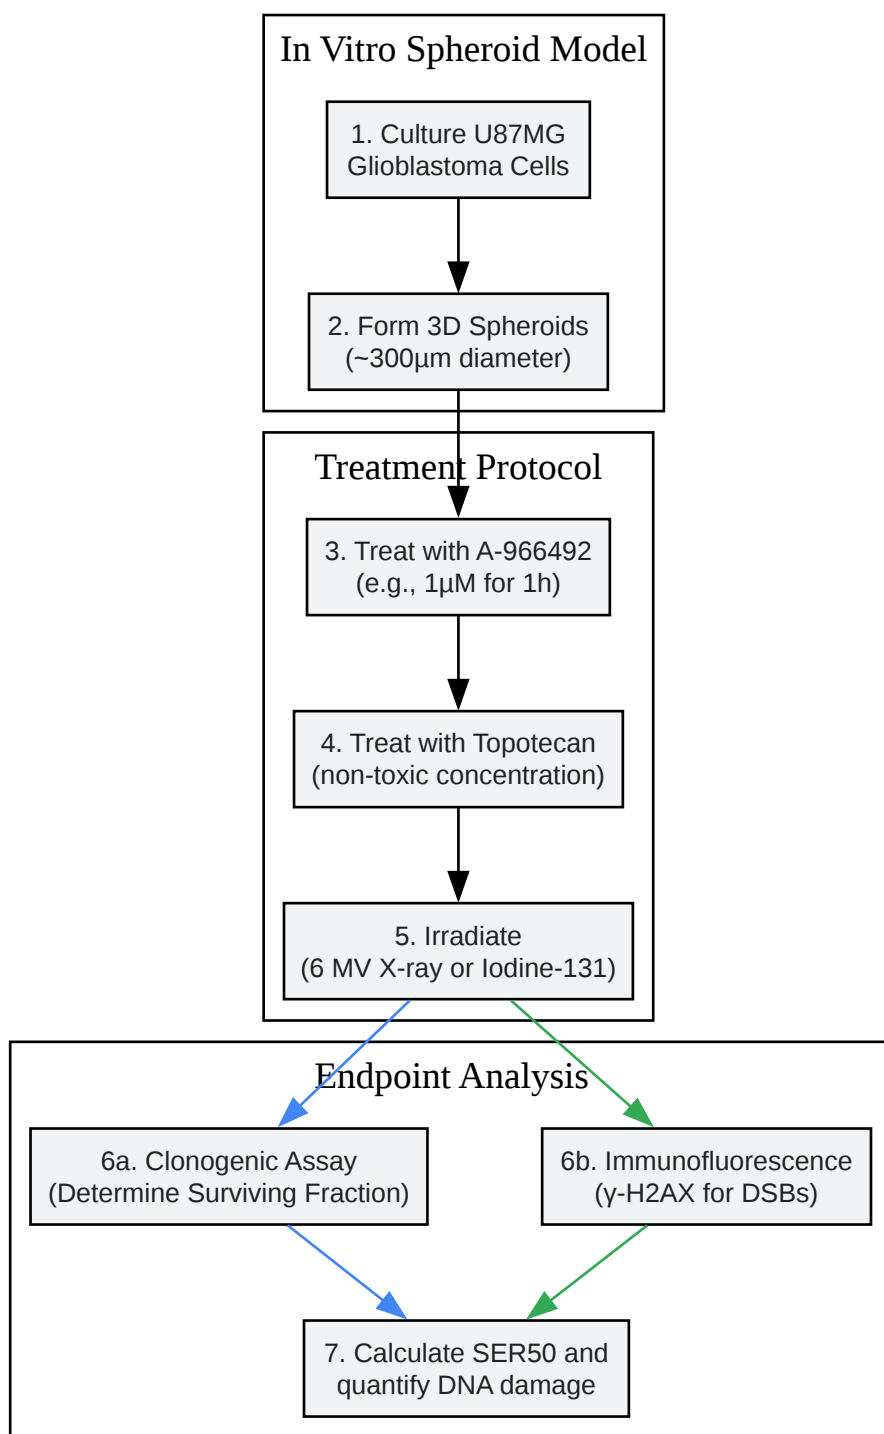 In Vitro Spheroid Model
1. Culture U87MG
Glioblastoma Cells
2. Form 3D Spheroids
(~300µm diameter)
Treatment Protocol
3. Treat with A-966492
(e.g., 1µM for 1h)
4. Treat with Topotecan
(non-toxic concentration)
5. Irradiate
(6 MV X-ray or Iodine-131)
Endpoint Analysis
6a. Clonogenic Assay
(Determine Surviving Fraction)
6b. Immunofluorescence
(γ-H2AX for DSBs)
7. Calculate SER50 and
quantify DNA damage